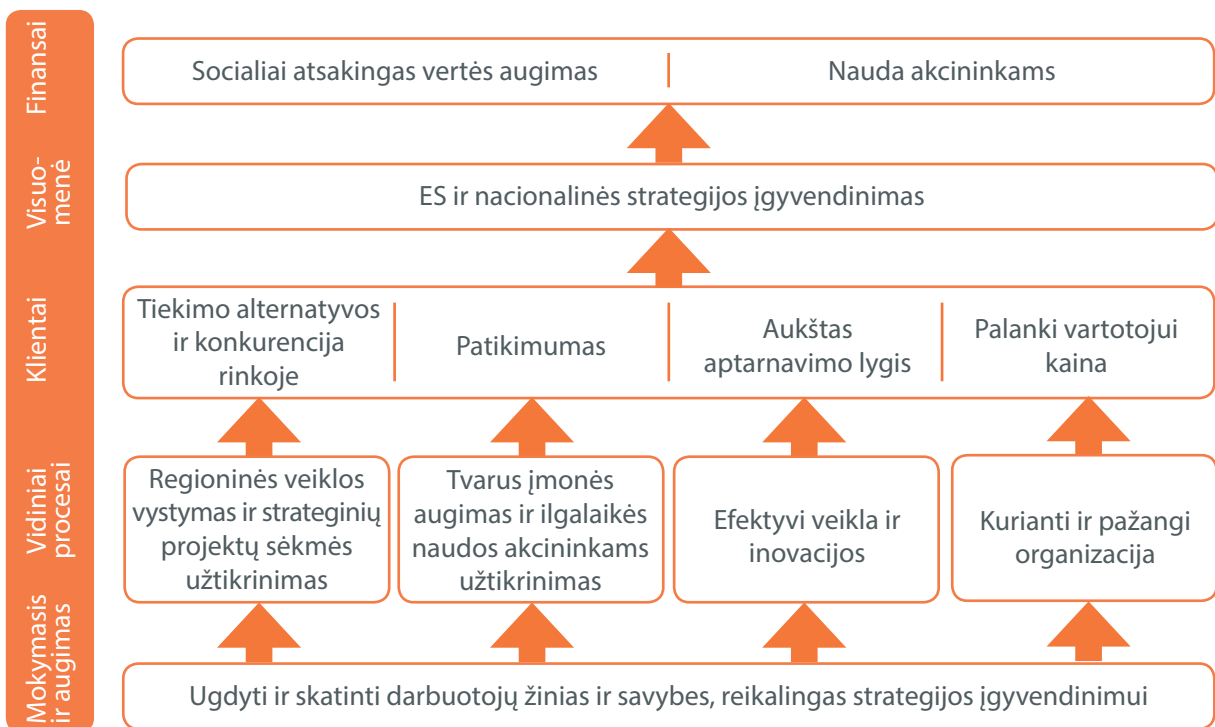 Finansai
Socialiai atsakingas vertės augimas
Nauda akcininkams
Visuo-
menė
ES ir nacionalinės strategijos įgyvendinimas
Klientai
Tiekimo alternatyvos
ir konkurencija
rinkoje
Patikimumas
Aukštas
aptarnavimo lygis
Palanki vartotojui
kaina
Vidiniai
procesai
Regioninės veiklos
vystymas ir strateginių
projektų sėkmės
užtikrinimas
Tvarus įmonės
augimas ir ilgalaikės
naudos akcininkams
užtikrinimas
Efektyvi veikla ir
inovacijos
Kurianti ir pažangi
organizacija
Mokymasis
ir augimas
Ugdyti ir skatinti darbuotojų žinias ir savybes, reikalingas strategijos įgyvendinimui